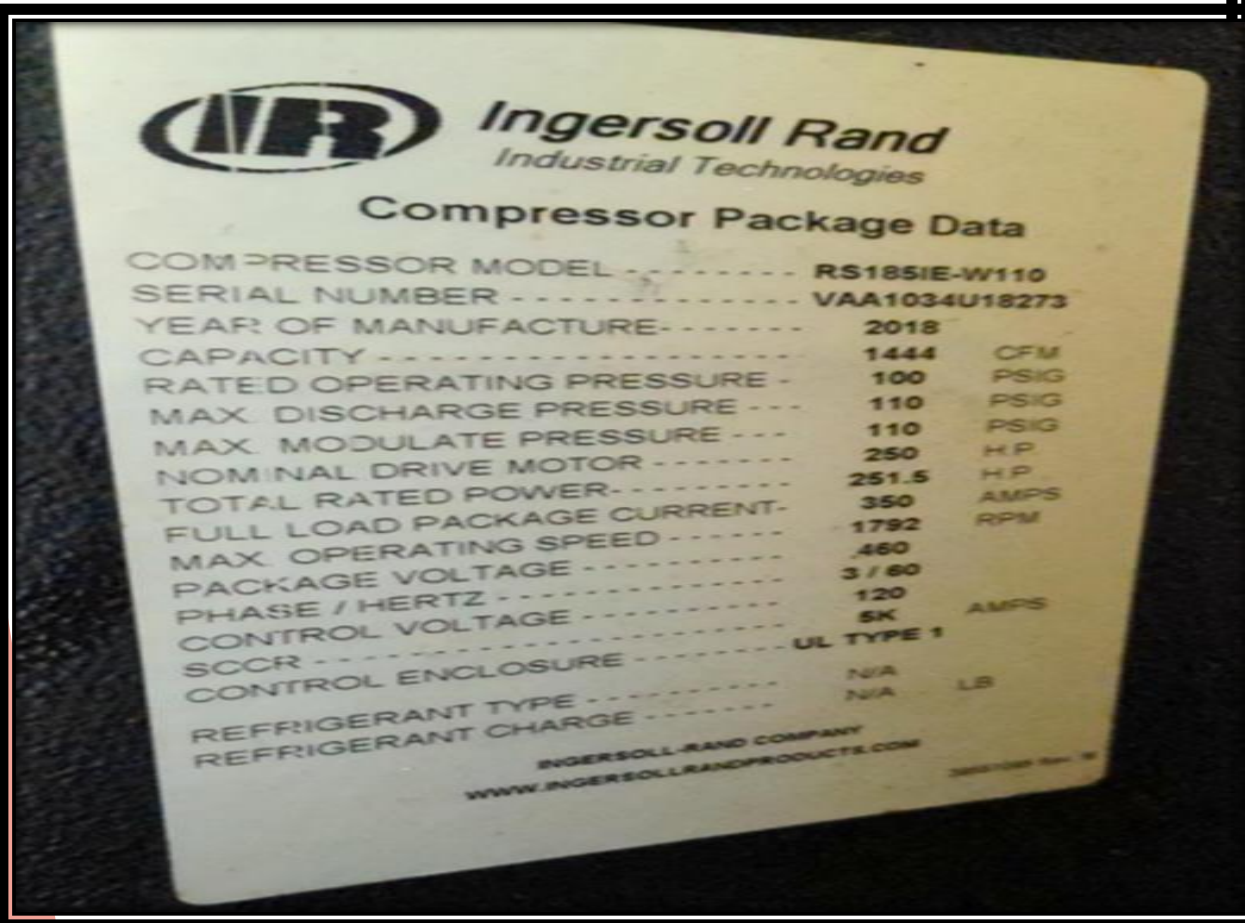 IR Ingersoll Rand
Industrial Technologies
Compressor Package Data
COMPRESSOR MODEL - - - - - - - - RS185IE-W110
SERIAL NUMBER - - - - - - - - - - - - - - VAA1034U18273
YEAR OF MANUFACTURE- - - - - - - 2018
CAPACITY - - - - - - - - - - - - - - - - - - - 1444 CFM
RATED OPERATING PRESSURE - 100 PSIG
MAX. DISCHARGE PRESSURE - - - 110 PSIG
MAX. MODULATE PRESSURE - - - 110 PSIG
NOMINAL DRIVE MOTOR - - - - - - - 250 H.P.
TOTAL RATED POWER- - - - - - - - - 251.5 H.P.
FULL LOAD PACKAGE CURRENT- 350 AMPS
MAX. OPERATING SPEED - - - - - - 1792 RPM
PACKAGE VOLTAGE - - - - - - - - - - 460
PHASE / HERTZ - - - - - - - - - - - - - - 3 / 60
CONTROL VOLTAGE - - - - - - - - - - 120
SCCR - - - - - - - - - - - - - - - - - - - - - - 5K AMPS
CONTROL ENCLOSURE - - - - - - - - UL TYPE 1
REFRIGERANT TYPE - - - - - - - - - - N/A
REFRIGERANT CHARGE - - - - - - - N/A LB
INGERSOLL-RAND COMPANY
WWW.INGERSOLLRANDPRODUCTS.COM